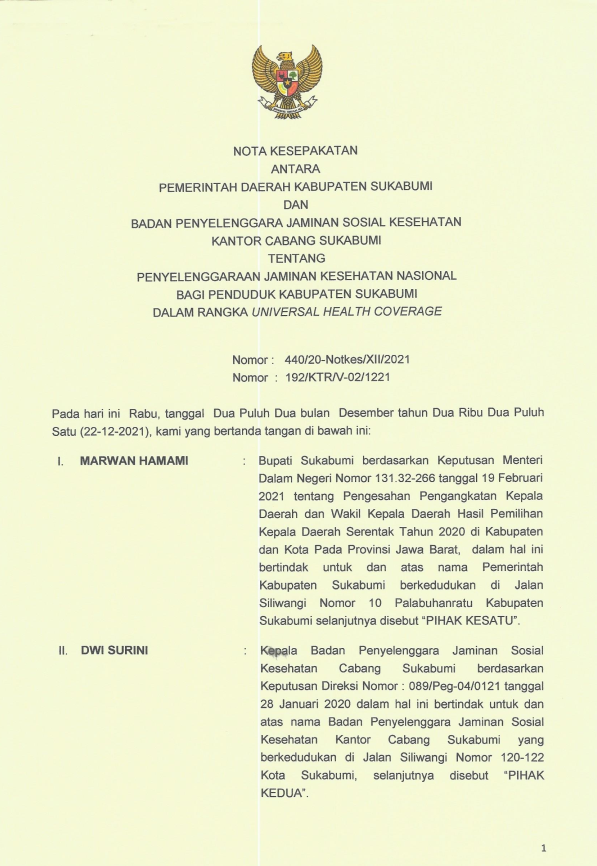 NOTA KESEPAKATAN
ANTARA
PEMERINTAH DAERAH KABUPATEN SUKABUMI
DAN
BADAN PENYELENGGARA JAMINAN SOSIAL KESEHATAN
KANTOR CABANG SUKABUMI
TENTANG
PENYELENGGARAAN JAMINAN KESEHATAN NASIONAL
BAGI PENDUDUK KABUPATEN SUKABUMI
DALAM RANGKA UNIVERSAL HEALTH COVERAGE
Nomor : 440/20-Notkes/XII/2021
Nomor : 192/KTR/V-02/1221
Pada hari ini Rabu, tanggal Dua Puluh Dua bulan Desember tahun Dua Ribu Dua Puluh
Satu (22-12-2021), kami yang bertanda tangan di bawah ini:
I. MARWAN HAMAMI : Bupati Sukabumi berdasarkan Keputusan Menteri
Dalam Negeri Nomor 131.32-266 tanggal 19 Februari
2021 tentang Pengesahan Pengangkatan Kepala
Daerah dan Wakil Kepala Daerah Hasil Pemilihan
Kepala Daerah Serentak Tahun 2020 di Kabupaten
dan Kota Pada Provinsi Jawa Barat, dalam hal ini
bertindak untuk dan atas nama Pemerintah
Kabupaten Sukabumi berkedudukan di Jalan
Siliwangi Nomor 10 Palabuhanratu Kabupaten
Sukabumi selanjutnya disebut “PIHAK KESATU”.
II. DWI SURINI : Kepala Badan Penyelenggara Jaminan Sosial
Kesehatan Cabang Sukabumi berdasarkan
Keputusan Direksi Nomor : 089/Peg-04/0121 tanggal
28 Januari 2020 dalam hal ini bertindak untuk dan
atas nama Badan Penyelenggara Jaminan Sosial
Kesehatan Kantor Cabang Sukabumi yang
berkedudukan di Jalan Siliwangi Nomor 120-122
Kota Sukabumi, selanjutnya disebut “PIHAK
KEDUA”.
1